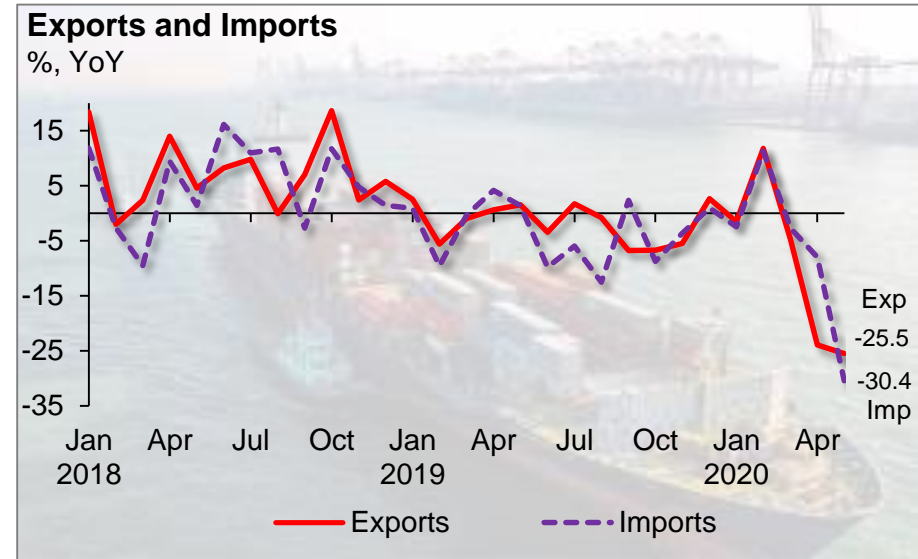 Exports and Imports
%, YoY
15
5
-5
-15
-25
-35
Exp
-25.5
-30.4
Imp
Jan Apr Jul Oct Jan Apr Jul Oct Jan Apr
2018 2019 2020
Exports Imports